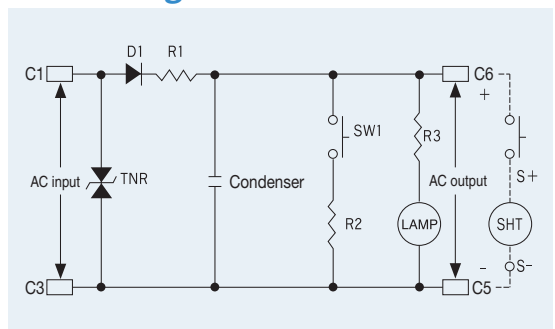 D1
R1
C1
C6
+
SW1
R3
S+
AC input
TNR
Condenser
AC output
R2
LAMP
SHT
-
S-
C3
C5